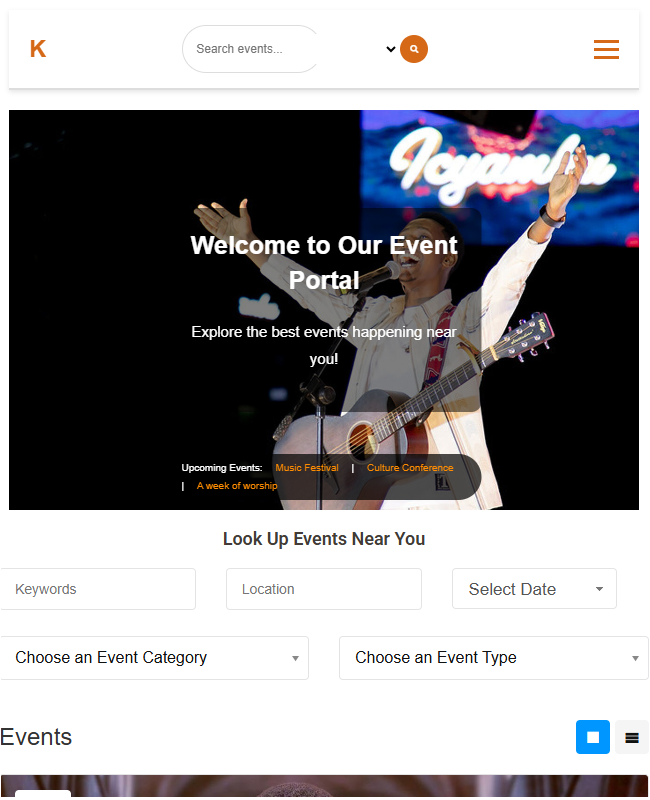 K
Search events...
Icyambu
Welcome to Our Event
Portal
Explore the best events happening near
you!
Upcoming Events: Music Festival | Culture Conference
| A week of worship
Look Up Events Near You
Keywords
Location
Select Date
Choose an Event Category
Choose an Event Type
Events